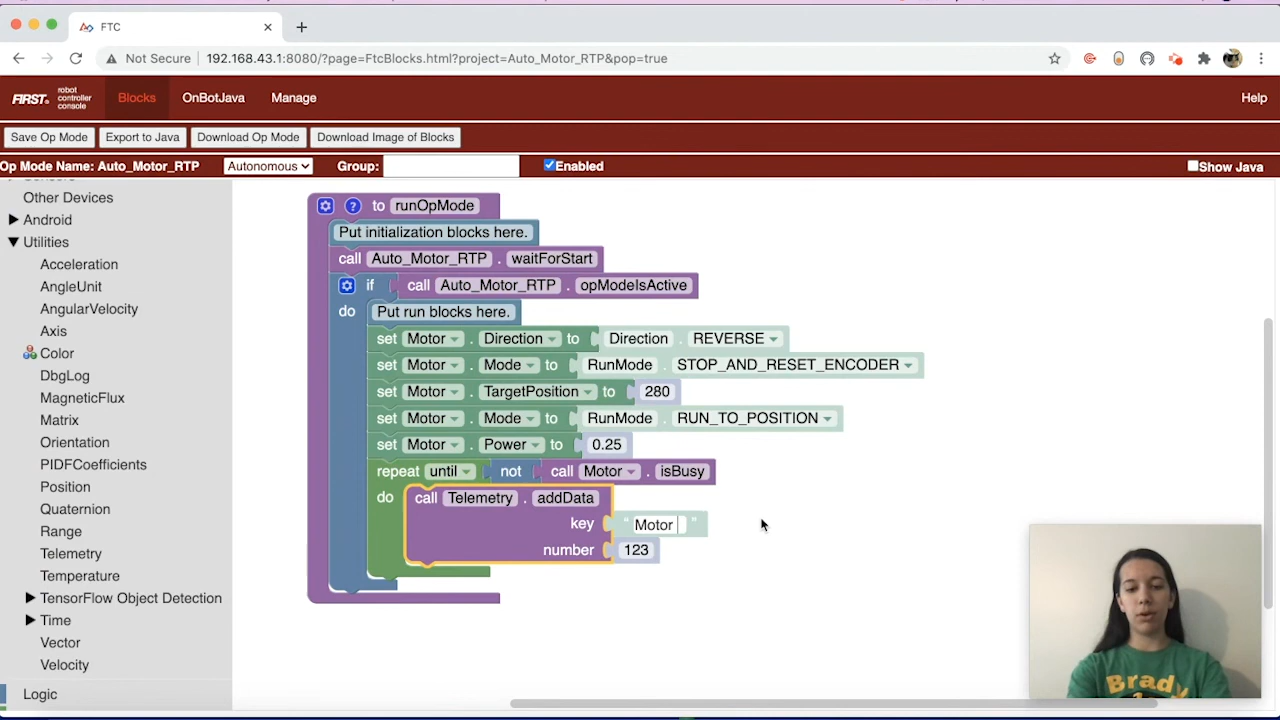 FTC
Not Secure 192.168.43.1:8080/?page=FtcBlocks.html?project=Auto_Motor_RTP&pop=true
FIRST. robot controller console Blocks OnBotJava Manage Help
Save Op Mode Export to Java Download Op Mode Download Image of Blocks
Op Mode Name: Auto_Motor_RTP Autonomous Group: Enabled Show Java
Other Devices
Android
Utilities
Acceleration
AngleUnit
AngularVelocity
Axis
Color
DbgLog
MagneticFlux
Matrix
Orientation
PIDFCoefficients
Position
Quaternion
Range
Telemetry
Temperature
TensorFlow Object Detection
Time
Vector
Velocity
Logic
to runOpMode
Put initialization blocks here.
call Auto_Motor_RTP . waitForStart
if call Auto_Motor_RTP . opModeIsActive
do Put run blocks here.
set Motor . Direction to Direction . REVERSE
set Motor . Mode to RunMode . STOP_AND_RESET_ENCODER
set Motor . TargetPosition to 280
set Motor . Mode to RunMode . RUN_TO_POSITION
set Motor . Power to 0.25
repeat until not call Motor . isBusy
do call Telemetry . addData
key “ Motor ”
number 123
Brady